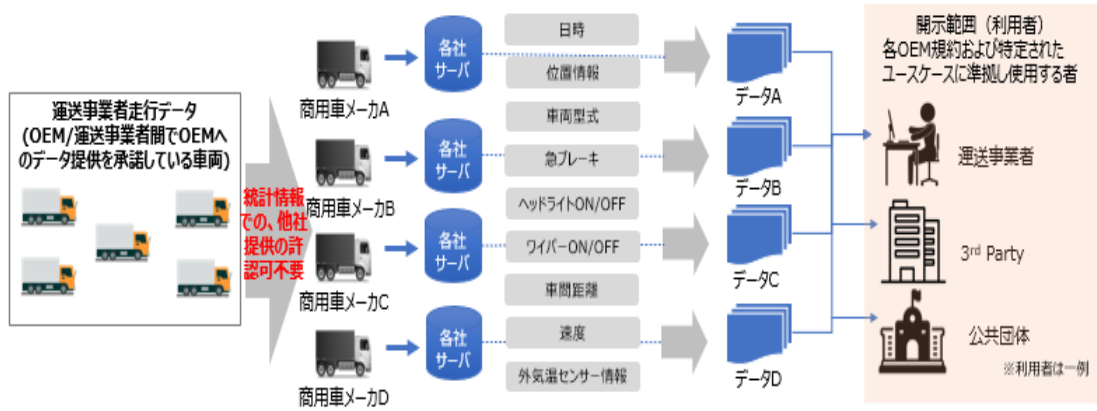 運送事業者走行データ
(OEM/運送事業者間でOEMへ
のデータ提供を承諾している車両)
統計情報
での、他社
提供の許
認可不要
商用車メーカA
商用車メーカB
商用車メーカC
商用車メーカD
各社
サーバ
各社
サーバ
各社
サーバ
各社
サーバ
日時
位置情報
車両型式
急ブレーキ
ヘッドライトON/OFF
ワイパーON/OFF
車間距離
速度
外気温センサー情報
データA
データB
データC
データD
開示範囲（利用者）
各OEM規約および特定された
ユースケースに準拠し使用する者
運送事業者
3rd Party
公共団体
※利用者は一例